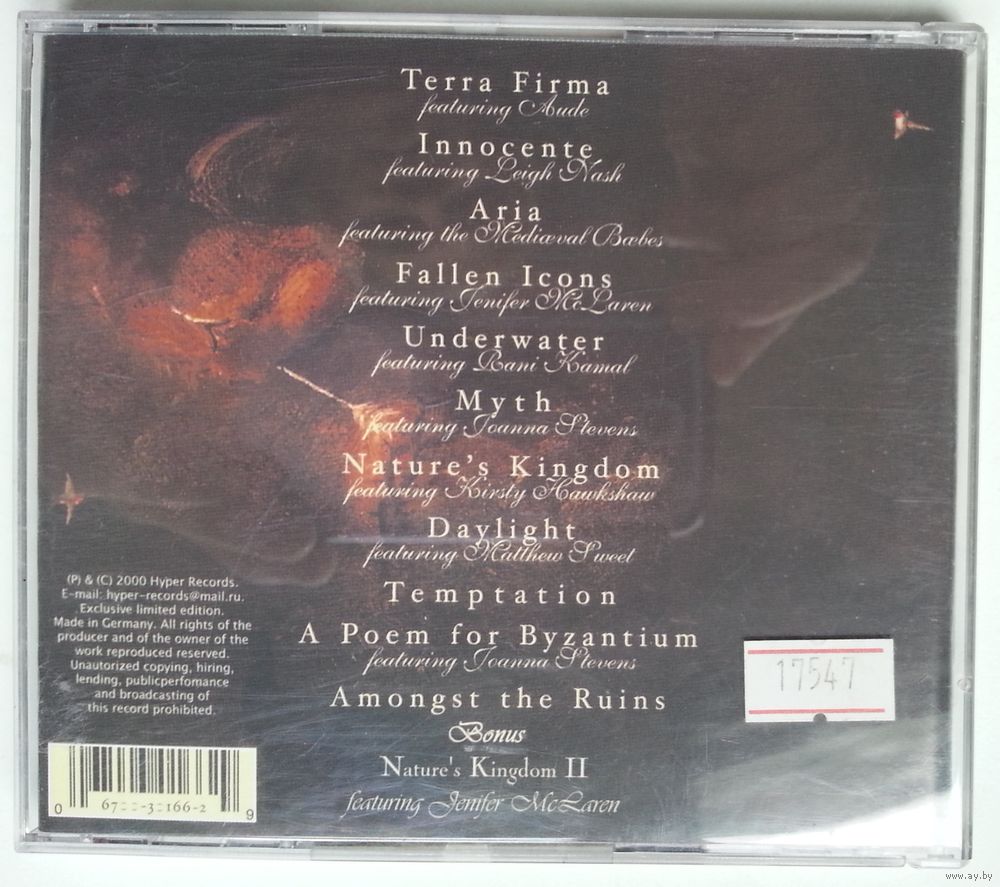 Terra Firma
featuring Aude
Innocente
featuring Leigh Nash
Aria
featuring the Mediæval Bæbes
Fallen Icons
featuring Jenifer McLaren
Underwater
featuring Rani Kamal
Myth
featuring Joanna Stevens
Nature's Kingdom
featuring Kirsty Hawkshaw
Daylight
featuring Matthew Sweet
Temptation
A Poem for Byzantium
featuring Joanna Stevens
Amongst the Ruins
Bonus
Nature's Kingdom II
featuring Jenifer McLaren
(P) & (C) 2000 Hyper Records.
E-mail: hyper-records@mail.ru.
Exclusive limited edition.
Made in Germany. All rights of the
producer and of the owner of the
work reproduced reserved.
Unautorized copying, hiring,
lending, publicperfomance
and broadcasting of
this record prohibited.
0 9
17547
www.ay.by